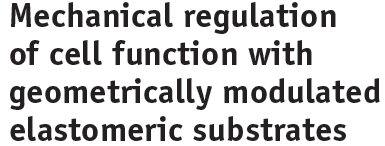 Mechanical regulation
of cell function with
geometrically modulated
elastomeric substrates